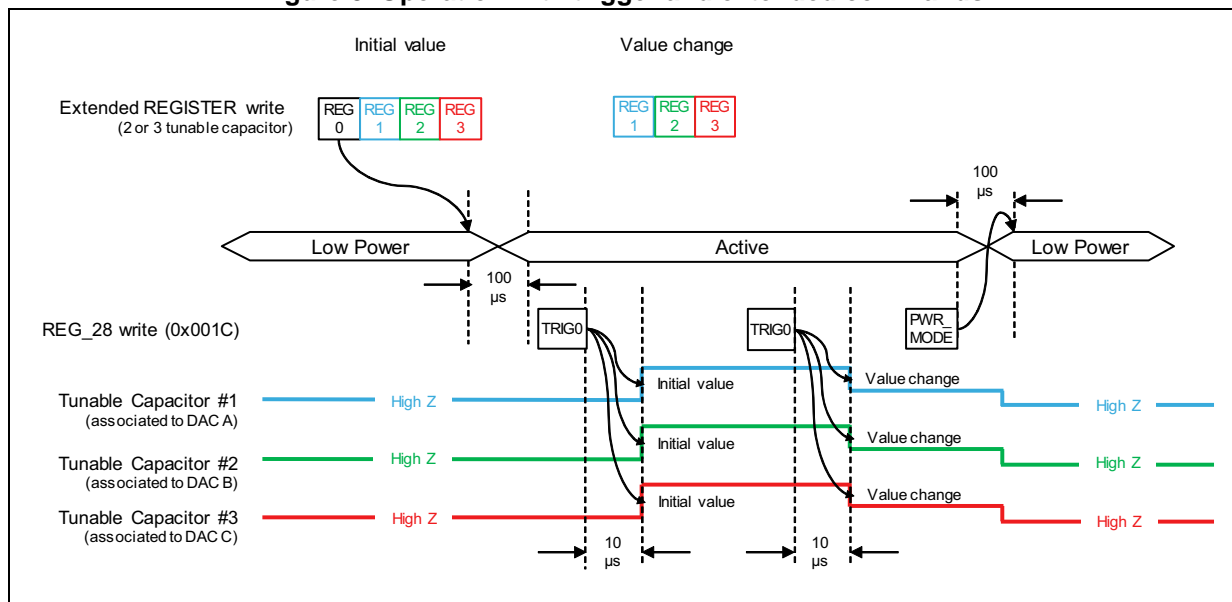 Initial value
Value change
Extended REGISTER write
(2 or 3 tunable capacitor)
REG 0
REG 1
REG 2
REG 3
REG 1
REG 2
REG 3
100 µs
Low Power
Active
Low Power
100 µs
REG_28 write (0x001C)
TRIG0
TRIG0
PWR_ MODE
Tunable Capacitor #1
(associated to DAC A)
High Z
Initial value
Value change
High Z
Tunable Capacitor #2
(associated to DAC B)
High Z
Initial value
Value change
High Z
Tunable Capacitor #3
(associated to DAC C)
High Z
Initial value
Value change
High Z
10 µs
10 µs